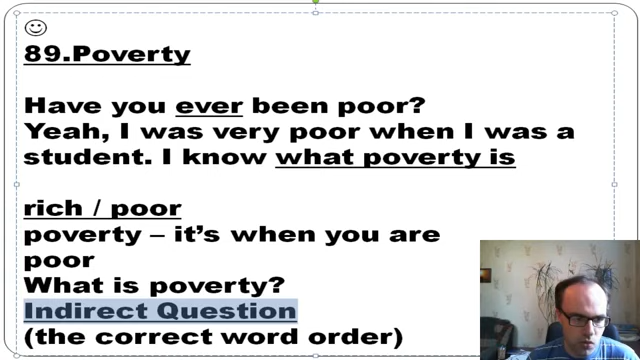 89.Poverty
Have you ever been poor?
Yeah, I was very poor when I was a
student. I know what poverty is
rich / poor
poverty – it's when you are
poor
What is poverty?
Indirect Question
(the correct word order)